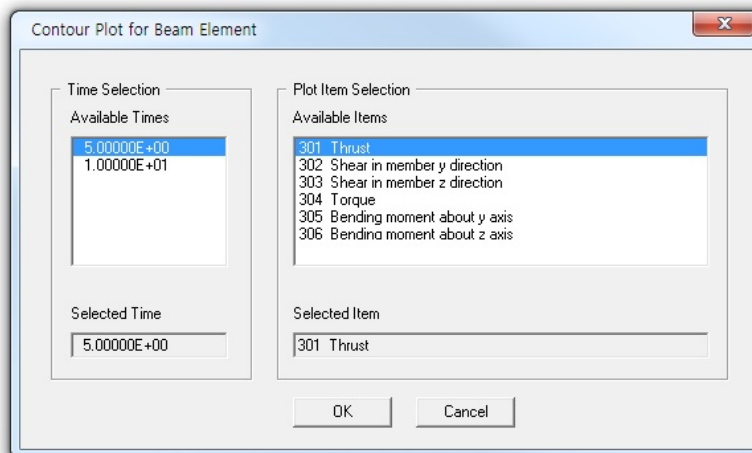 Contour Plot for Beam Element
Time Selection
Available Times
5.00000E+00
1.00000E+01
Selected Time
5.00000E+00
Plot Item Selection
Available Items
301 Thrust
302 Shear in member y direction
303 Shear in member z direction
304 Torque
305 Bending moment about y axis
306 Bending moment about z axis
Selected Item
301 Thrust
OK
Cancel